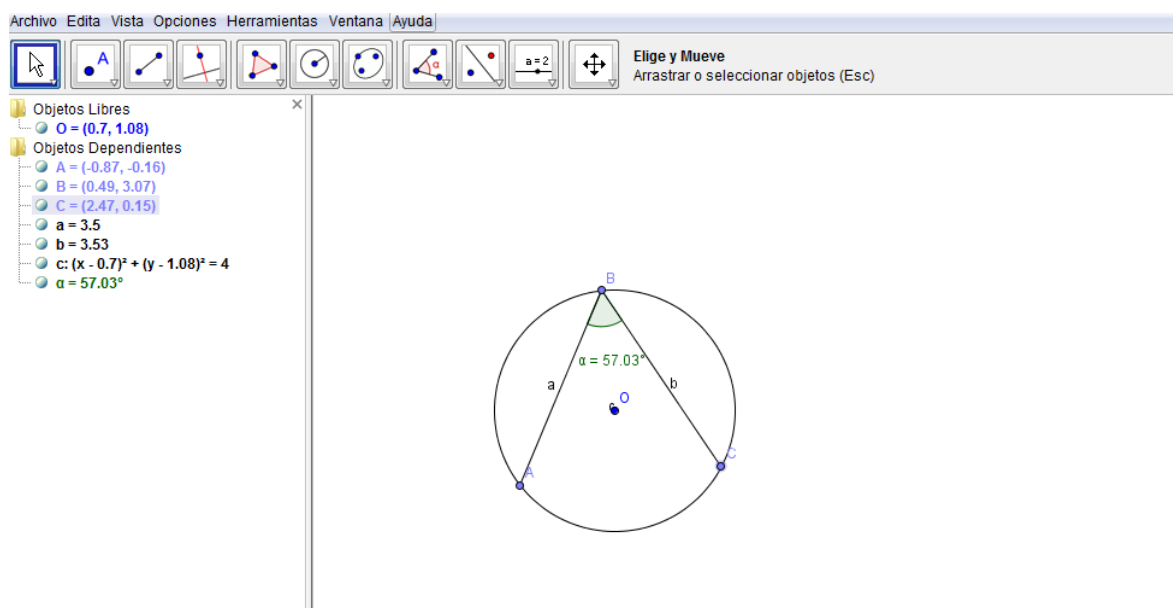 Archivo Edita Vista Opciones Herramientas Ventana Ayuda
A
α
a = 2
Elige y Mueve
Arrastrar o seleccionar objetos (Esc)
Objetos Libres
O = (0.7, 1.08)
Objetos Dependientes
A = (-0.87, -0.16)
B = (0.49, 3.07)
C = (2.47, 0.15)
a = 3.5
b = 3.53
c: (x - 0.7)² + (y - 1.08)² = 4
α = 57.03°
B
α = 57.03°
a
b
c
O
A
C